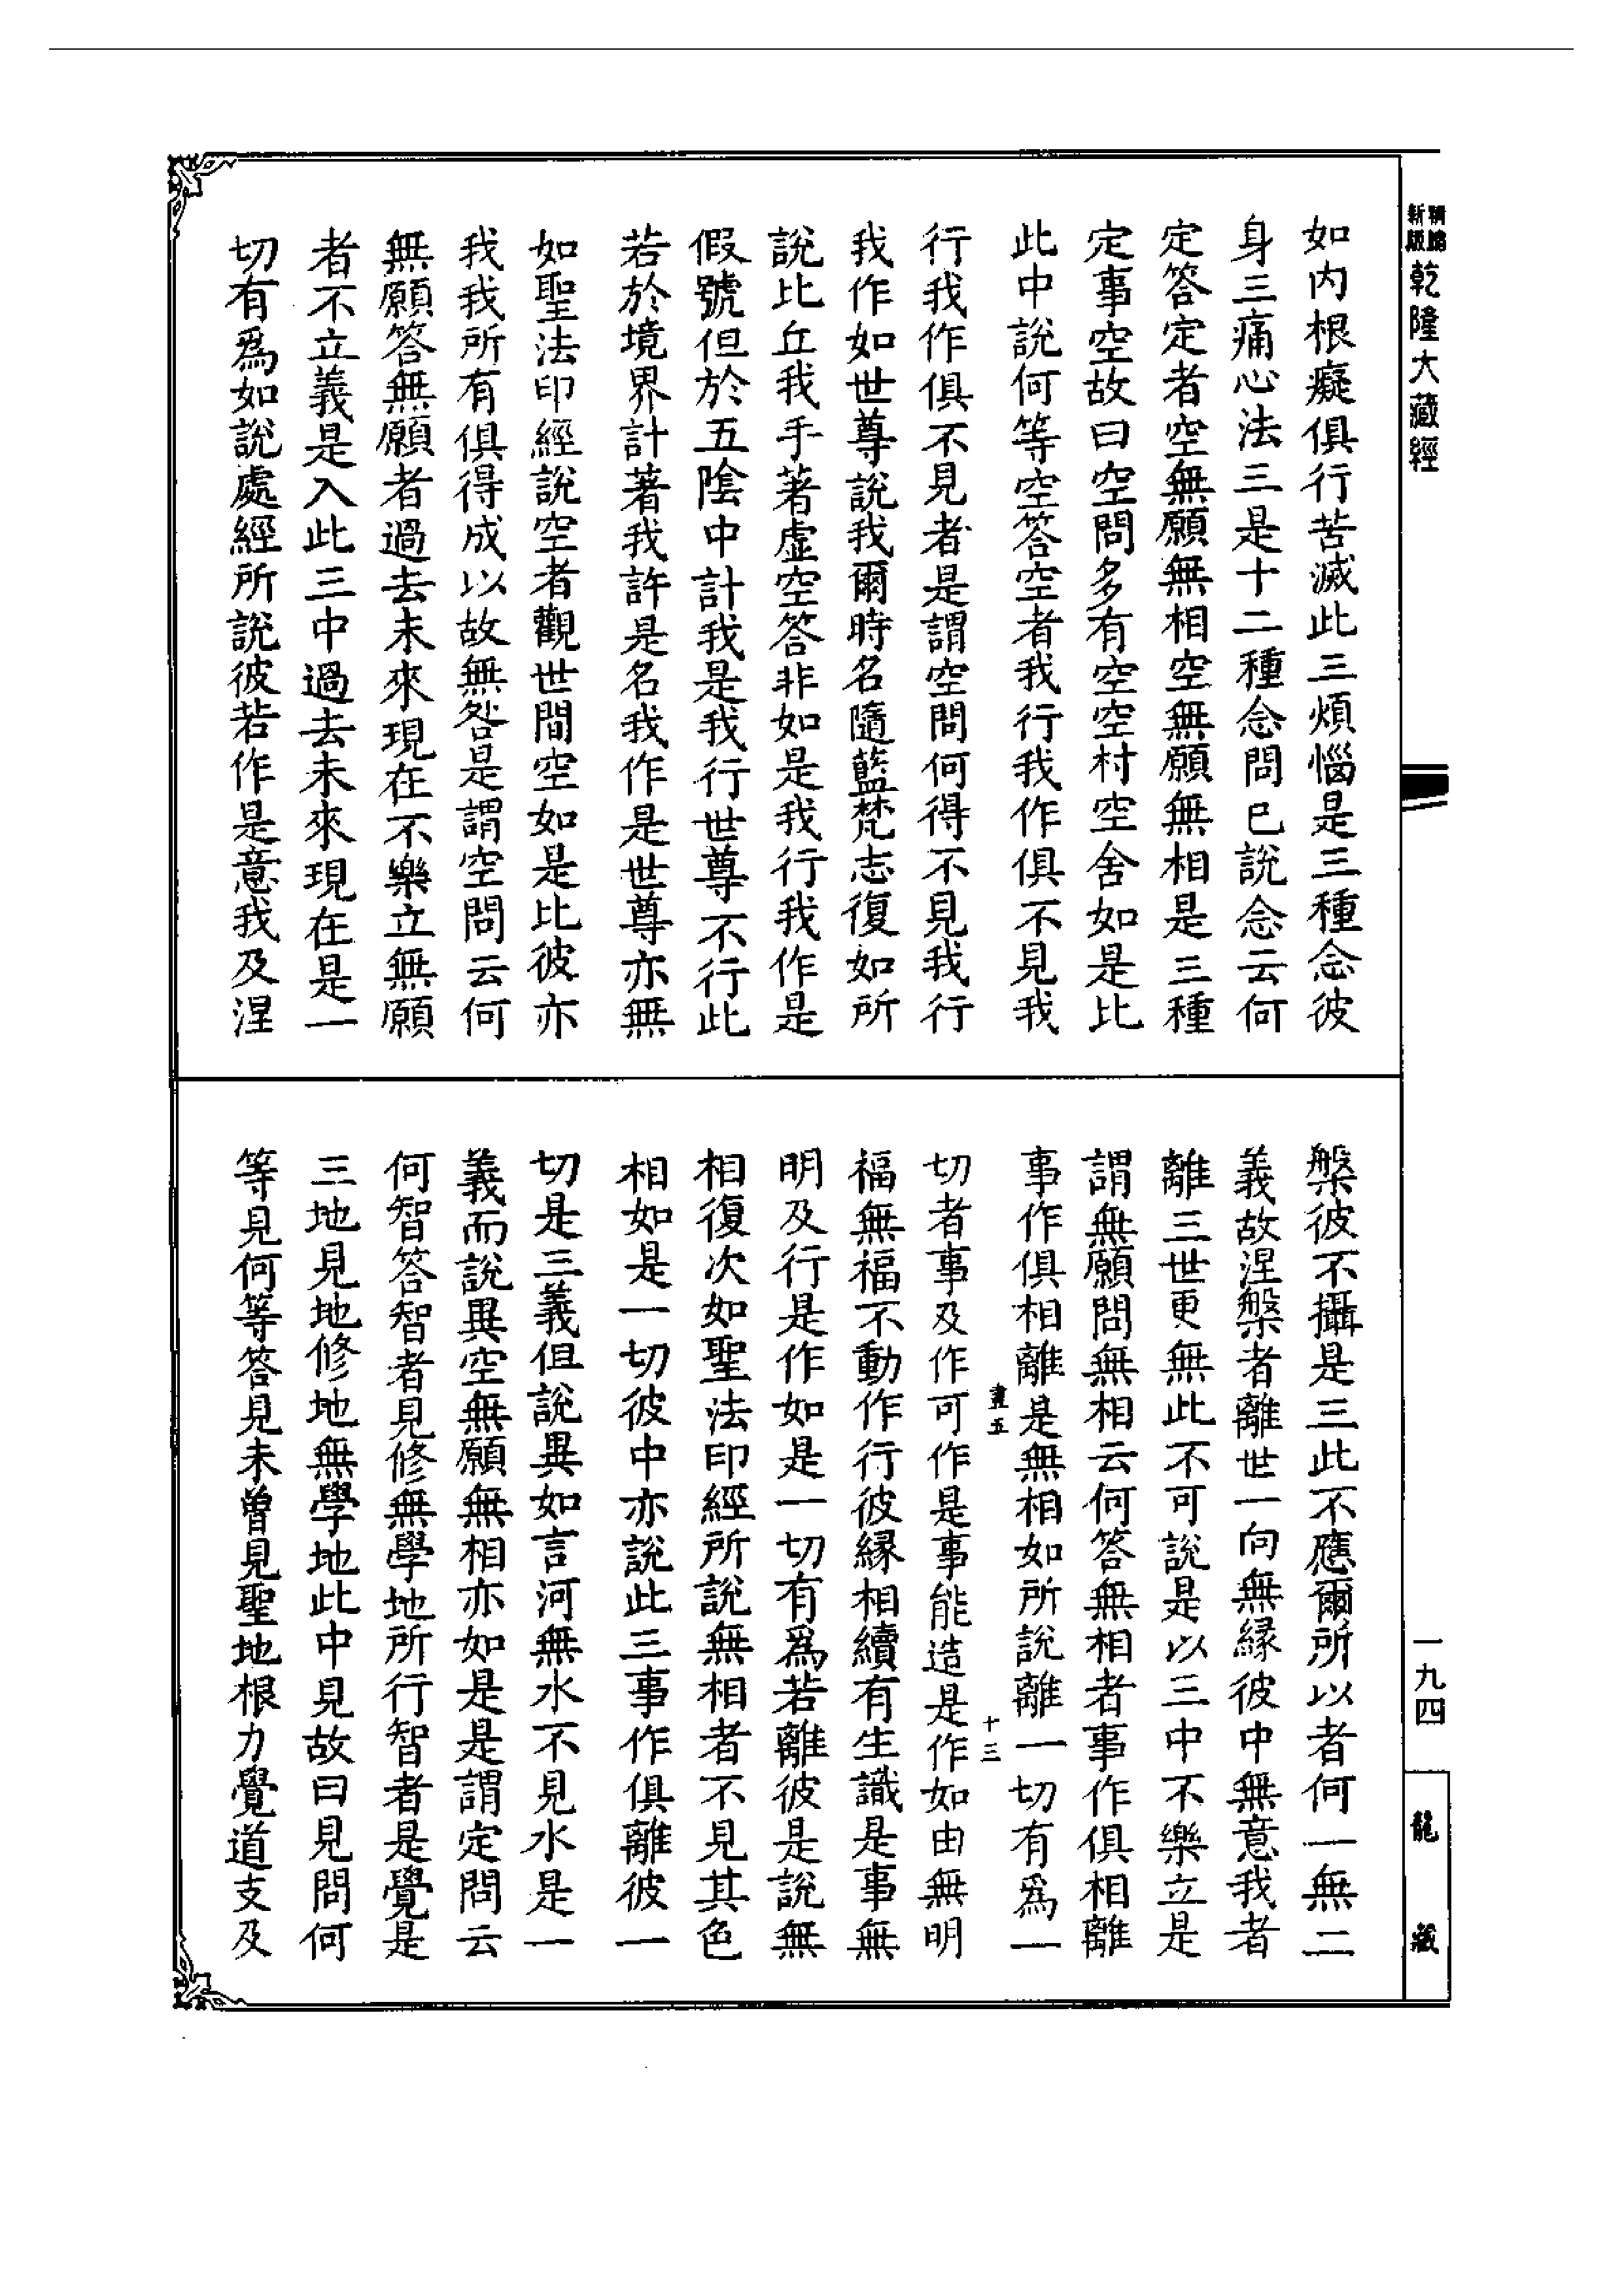 新版
精繕
乾隆大藏經
如内根癡俱行苦滅此三煩惱是三種念彼
身三痛心法三是十二種念問已說念云何
定答定者空無願無相空無願無相是三種
定事空故曰空問多有空空村空舍如是比
此中說何等空答空者我行我作俱不見我
行我作俱不見者是謂空問何得不見我行
我作如世尊說我爾時名隨藍梵志復如所
說比丘我手著虛空答非如是我行我作是
假號但於五陰中計我是我行世尊不行此
若於境界計著我許是名我作是世尊亦無
如聖法印經說空者觀世間空如是比彼亦
我我所有俱得成以故無咎是謂空問云何
無願答無願者過去未來現在不樂立無願
者不立義是入此三中過去未來現在是一
切有爲如說處經所說彼若作是意我及涅
槃彼不攝是三此不應爾所以者何一無二
義故涅槃者離世一向無緣彼中無意我者
離三世更無此不可說是以三中不樂立是
謂無願問無相云何答無相者事作俱相離
事作俱相離是無相如所說離一切有爲一
畫五
十三
切者事及作可作是事能造是作如由無明
福無福不動作行彼緣相續有生識是事無
明及行是作如是一切有爲若離彼是說無
相復次如聖法印經所說無相者不見其色
相如是一切彼中亦說此三事作俱離彼一
切是三義但說異如言河無水不見水是一
義而說異空無願無相亦如是是謂定問云
何智答智者見修無學地所行智者是覺是
三地見地修地無學地此中見故曰見問何
等見何等答見未曾見聖地根力覺道支及
一九四
龍藏